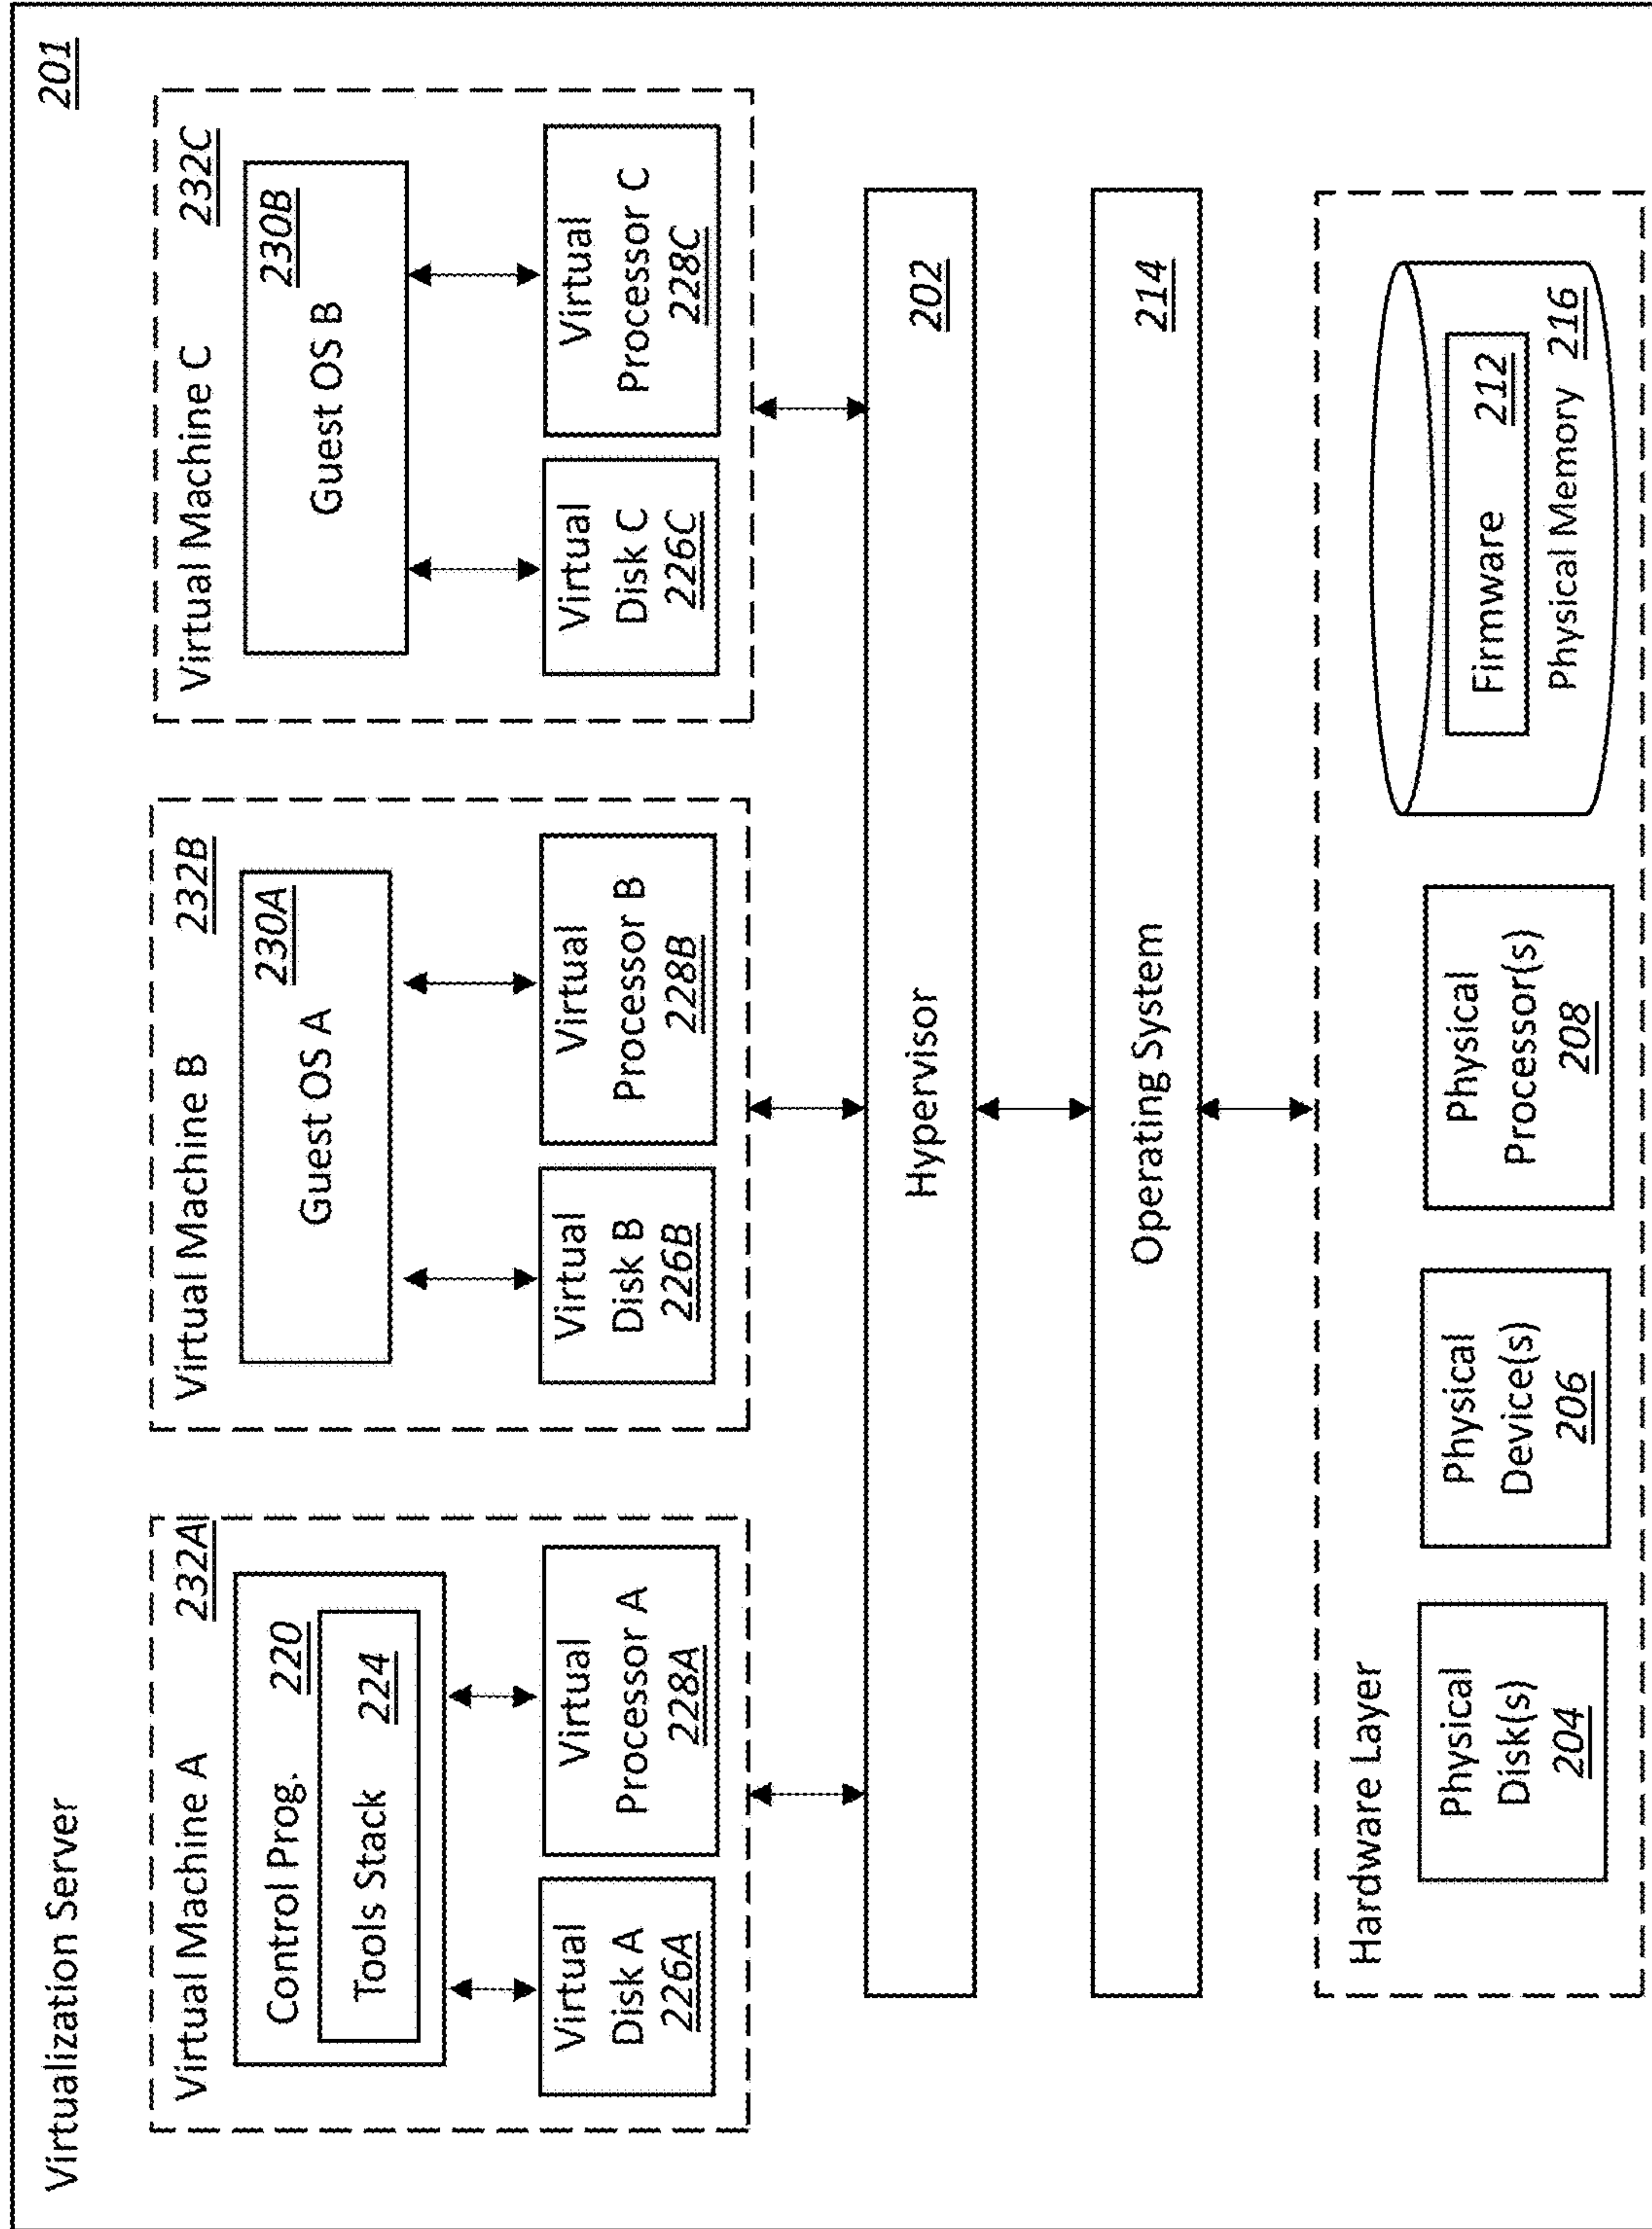 Virtualization Server
201
Virtual Machine A
232A
Control Prog.
220
Tools Stack
224
Virtual
Disk A
226A
Virtual
Processor A
228A
Virtual Machine B
232B
230A
Guest OS A
Virtual
Disk B
226B
Virtual
Processor B
228B
Virtual Machine C
232C
230B
Guest OS B
Virtual
Disk C
226C
Virtual
Processor C
228C
Hypervisor
202
Operating System
214
Hardware Layer
Physical
Disk(s)
204
Physical
Device(s)
206
Physical
Processor(s)
208
Firmware
212
Physical Memory
216